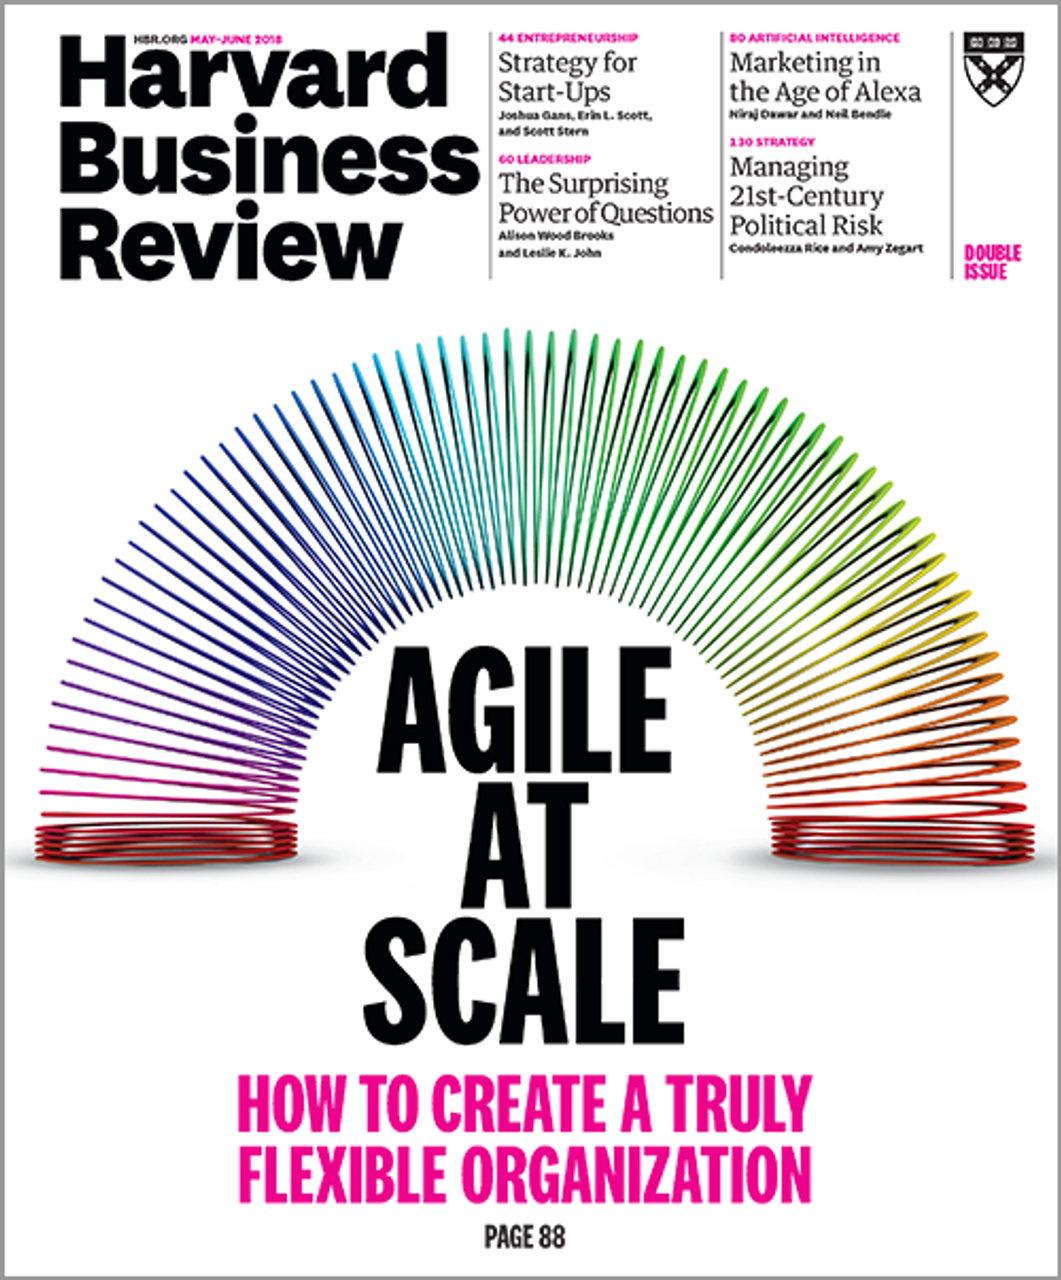 HBR.ORG MAY–JUNE 2018
Harvard
Business
Review
44 ENTREPRENEURSHIP
Strategy for
Start-Ups
Joshua Gans, Erin L. Scott,
and Scott Stern
60 LEADERSHIP
The Surprising
Power of Questions
Alison Wood Brooks
and Leslie K. John
80 ARTIFICIAL INTELLIGENCE
Marketing in
the Age of Alexa
Niraj Dawar and Neil Bendle
130 STRATEGY
Managing
21st-Century
Political Risk
Condoleezza Rice and Amy Zegart
DOUBLE
ISSUE
AGILE
AT
SCALE
HOW TO CREATE A TRULY
FLEXIBLE ORGANIZATION
PAGE 88